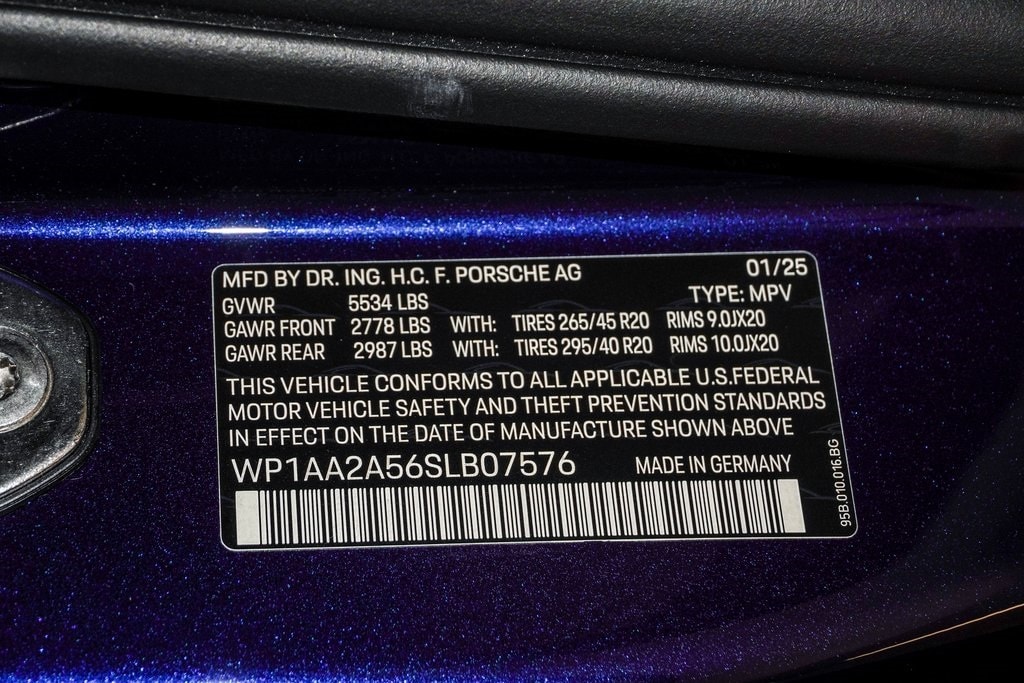 MFD BY DR. ING. H.C. F. PORSCHE AG 01/25
TYPE: MPV
GVWR 5534 LBS
GAWR FRONT 2778 LBS WITH: TIRES 265/45 R20 RIMS 9.0JX20
GAWR REAR 2987 LBS WITH: TIRES 295/40 R20 RIMS 10.0JX20
THIS VEHICLE CONFORMS TO ALL APPLICABLE U.S.FEDERAL
MOTOR VEHICLE SAFETY AND THEFT PREVENTION STANDARDS
IN EFFECT ON THE DATE OF MANUFACTURE SHOWN ABOVE
WP1AA2A56SLB07576 MADE IN GERMANY
95B.010.016.BG